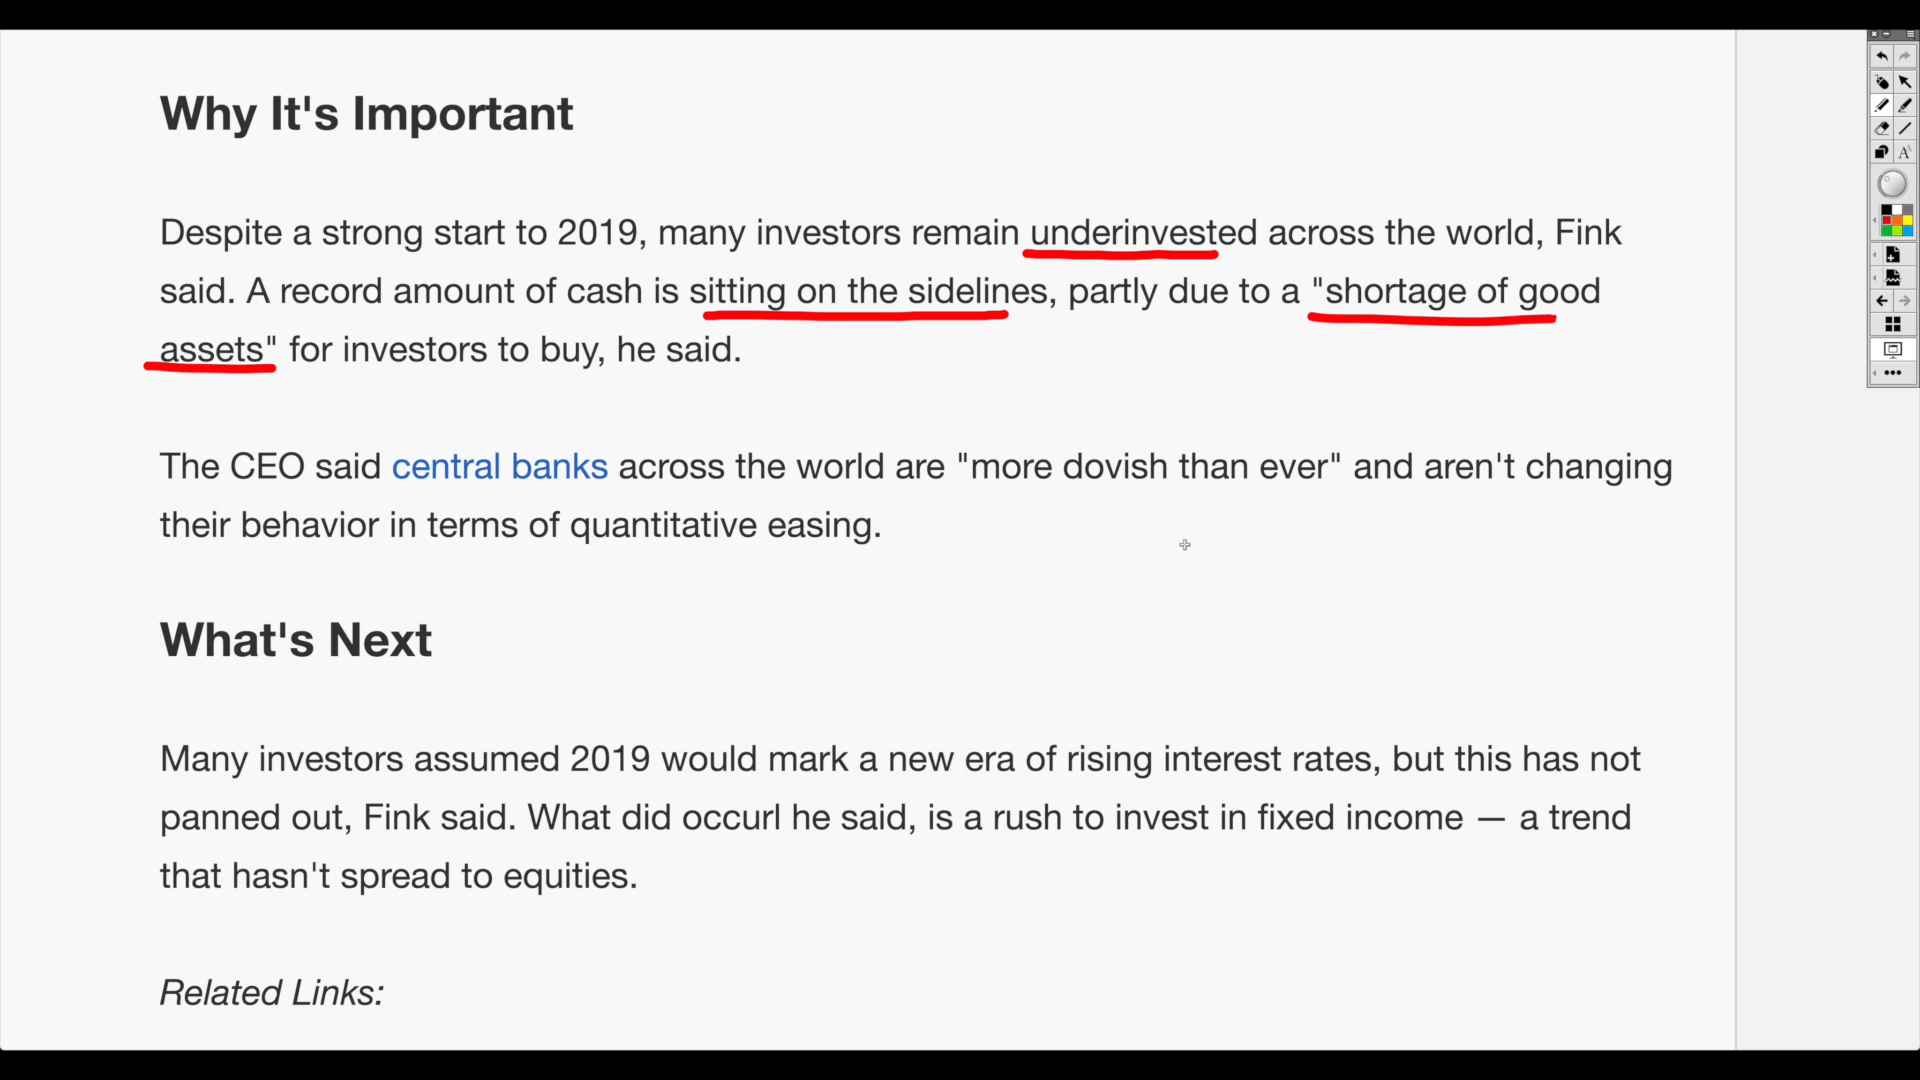 Why It's Important
Despite a strong start to 2019, many investors remain underinvested across the world, Fink
said. A record amount of cash is sitting on the sidelines, partly due to a "shortage of good
assets" for investors to buy, he said.
The CEO said central banks across the world are "more dovish than ever" and aren't changing
their behavior in terms of quantitative easing.
What's Next
Many investors assumed 2019 would mark a new era of rising interest rates, but this has not
panned out, Fink said. What did occurl he said, is a rush to invest in fixed income — a trend
that hasn't spread to equities.
Related Links: